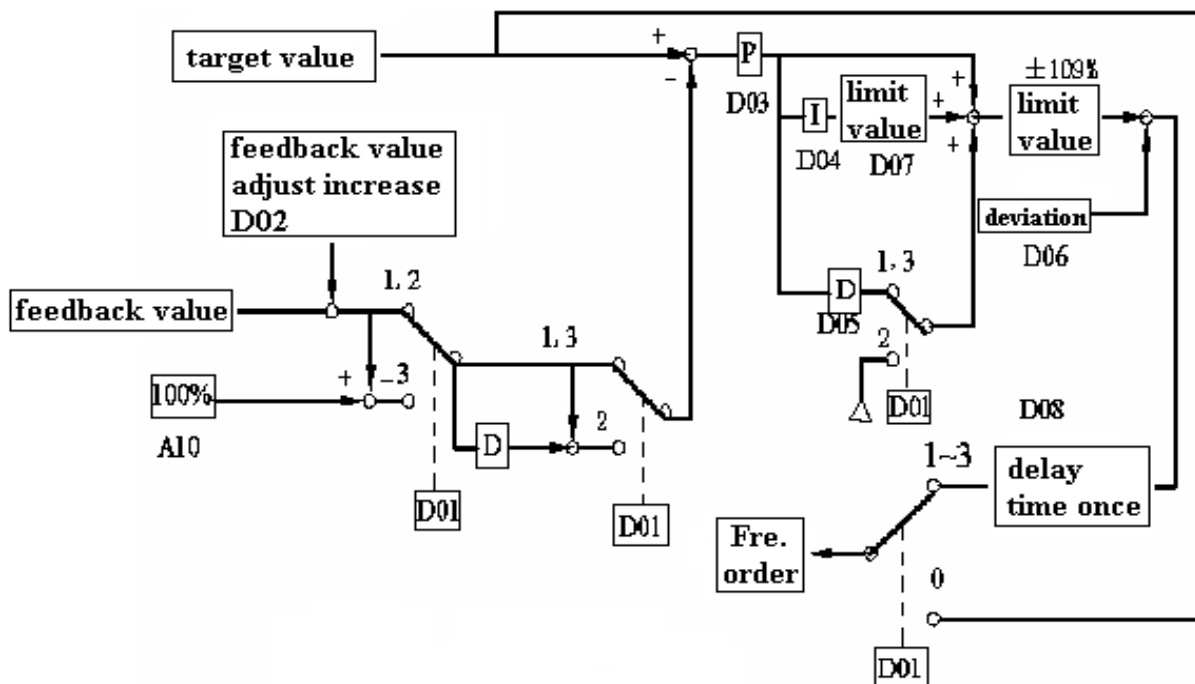 target value
+
-
P
D03
I
D04
limit
value
D07
+
+
+
±109%
limit
value
deviation
D06
feedback value
adjust increase
D02
feedback value
1, 2
+
-3
100%
A10
D
D01
1, 3
2
D01
D
D05
1, 3
2
D01
D08
delay
time once
1~3
Fre.
order
0
D01